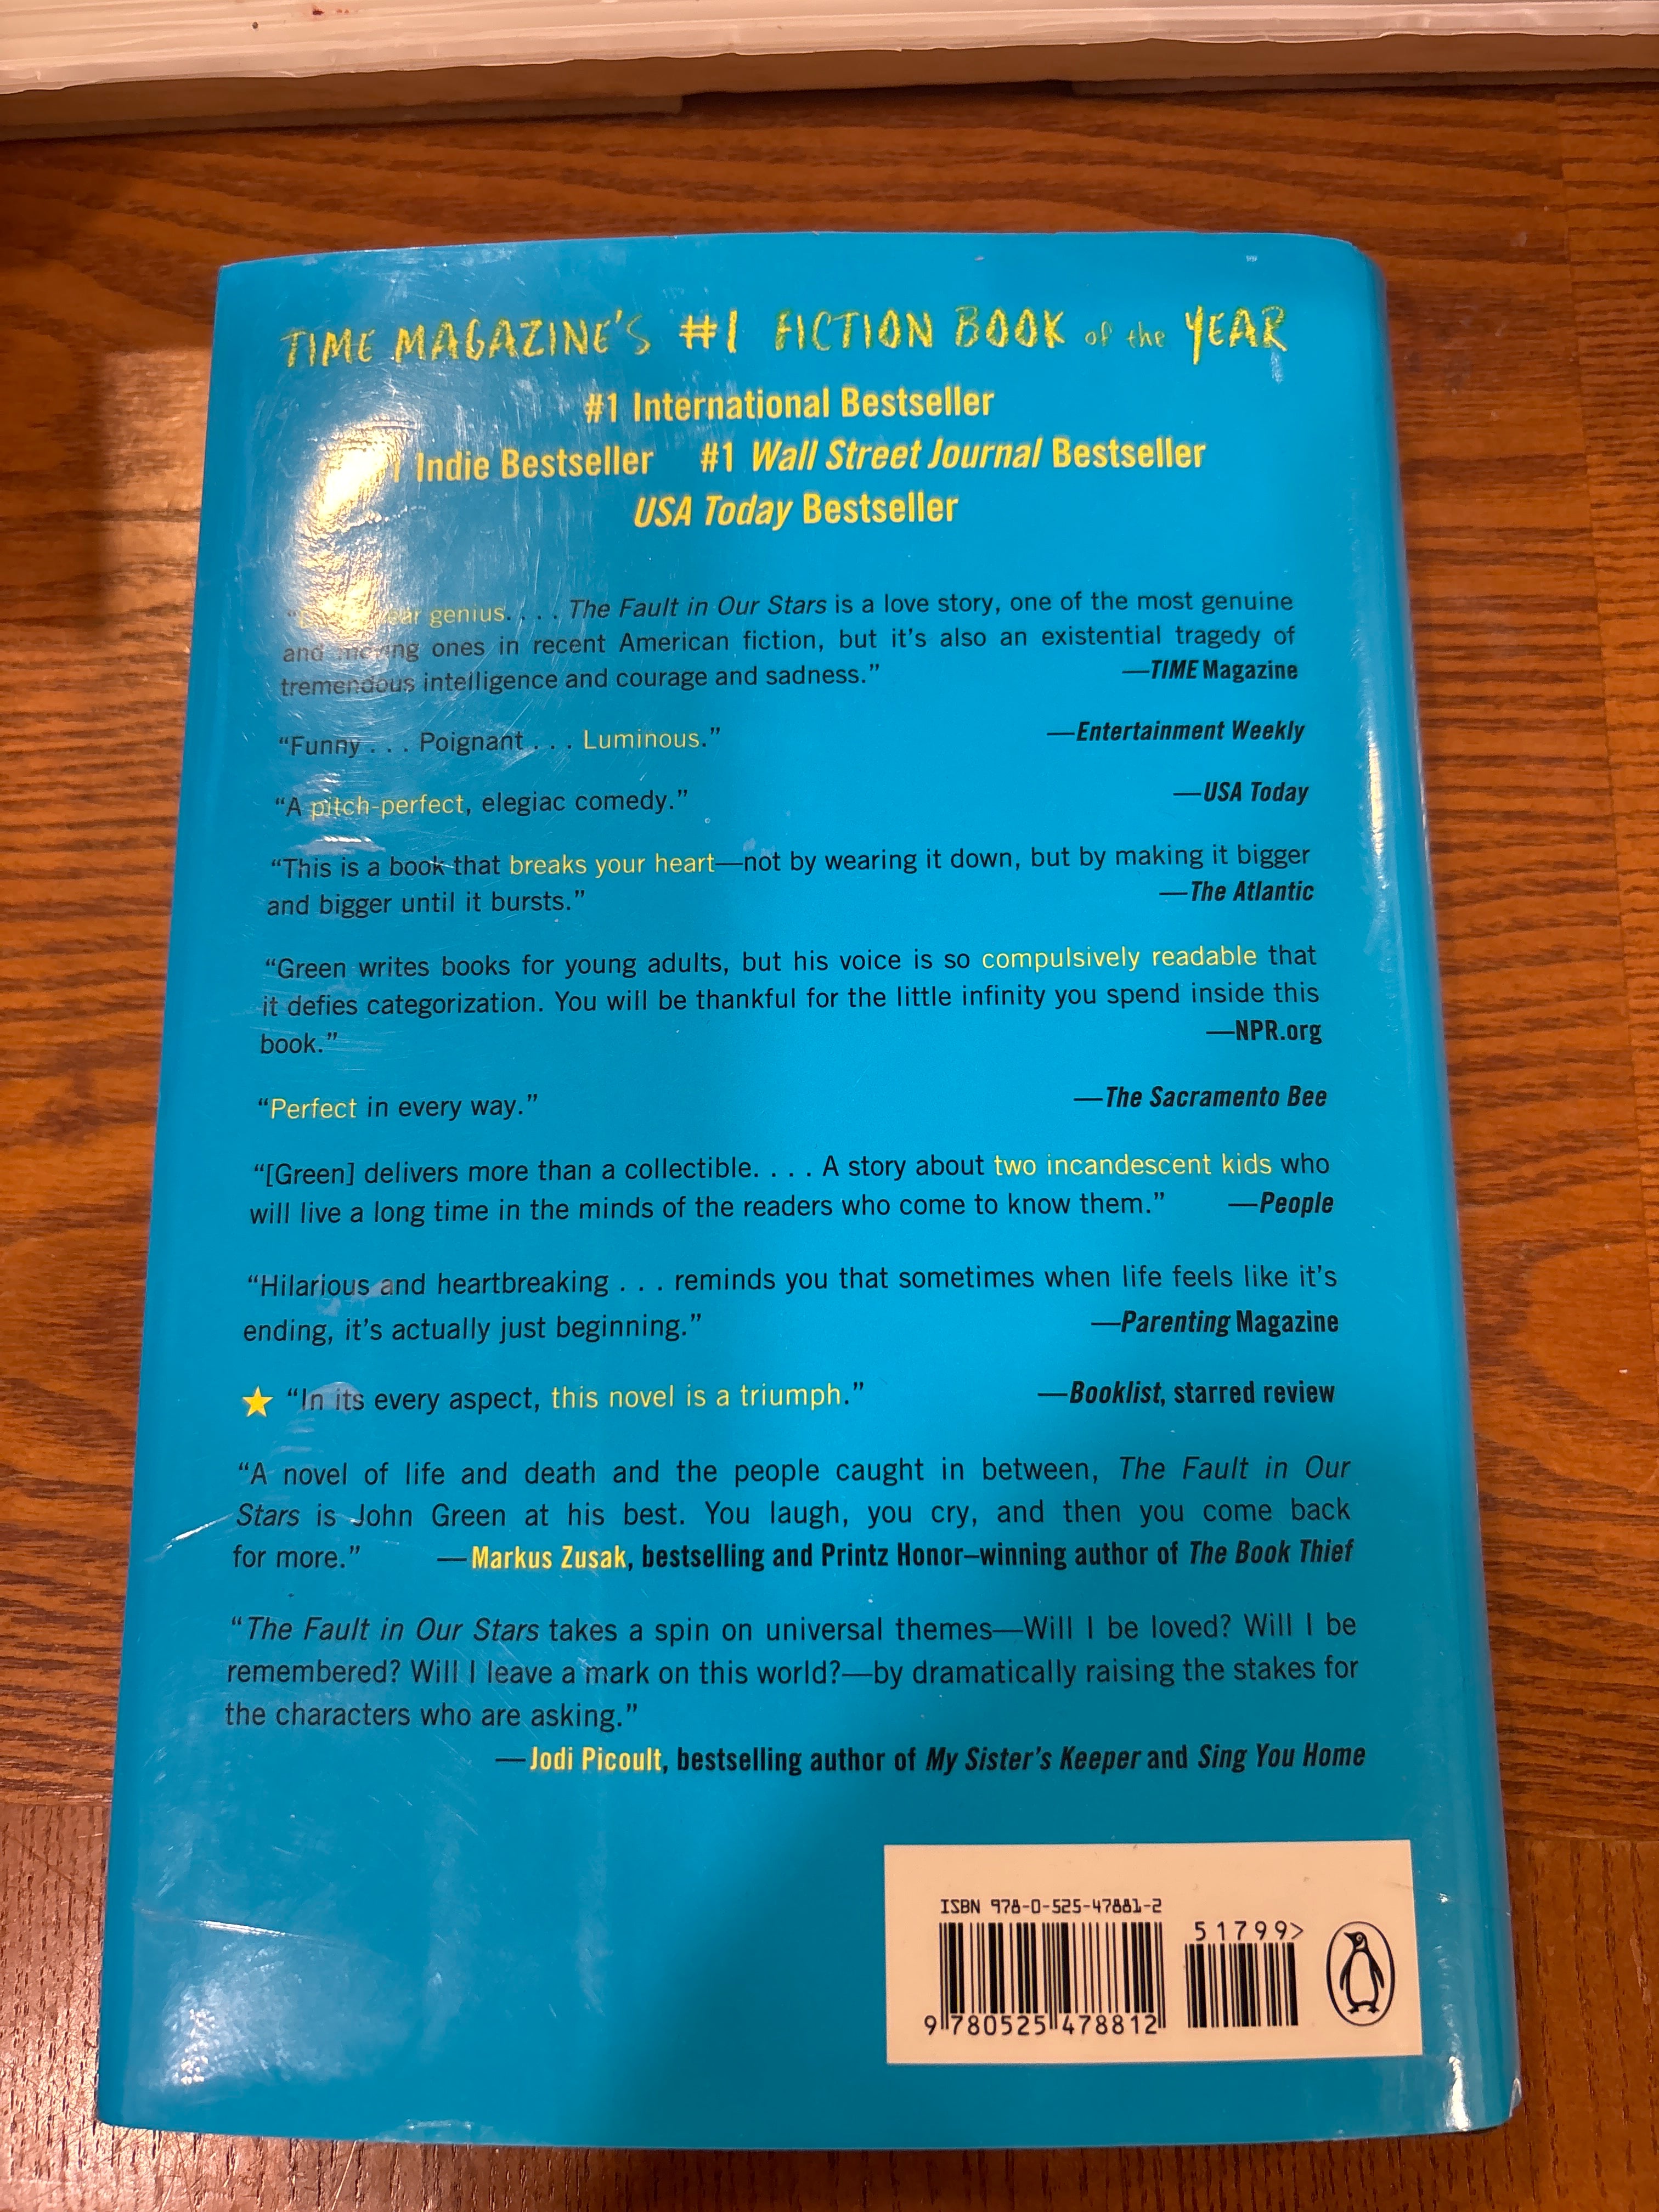 TIME MAGAZINE'S #1 FICTION BOOK of the YEAR
#1 International Bestseller
Indie Bestseller #1 Wall Street Journal Bestseller
USA Today Bestseller
genius. . . . The Fault in Our Stars is a love story, one of the most genuine
and moving ones in recent American fiction, but it's also an existential tragedy of
tremendous intelligence and courage and sadness.” —TIME Magazine
“Funny . . . Poignant . . . Luminous.” —Entertainment Weekly
“A pitch-perfect, elegiac comedy.” —USA Today
“This is a book that breaks your heart—not by wearing it down, but by making it bigger
and bigger until it bursts.” —The Atlantic
“Green writes books for young adults, but his voice is so compulsively readable that
it defies categorization. You will be thankful for the little infinity you spend inside this
book.” —NPR.org
“Perfect in every way.” —The Sacramento Bee
“[Green] delivers more than a collectible. . . . A story about two incandescent kids who
will live a long time in the minds of the readers who come to know them.” —People
“Hilarious and heartbreaking . . . reminds you that sometimes when life feels like it's
ending, it's actually just beginning.” —Parenting Magazine
“In its every aspect, this novel is a triumph.” —Booklist, starred review
“A novel of life and death and the people caught in between, The Fault in Our
Stars is John Green at his best. You laugh, you cry, and then you come back
for more.” —Markus Zusak, bestselling and Printz Honor–winning author of The Book Thief
“The Fault in Our Stars takes a spin on universal themes—Will I be loved? Will I be
remembered? Will I leave a mark on this world?—by dramatically raising the stakes for
the characters who are asking.”
—Jodi Picoult, bestselling author of My Sister's Keeper and Sing You Home
ISBN 978-0-525-47881-2
51799>
9 780525 478812